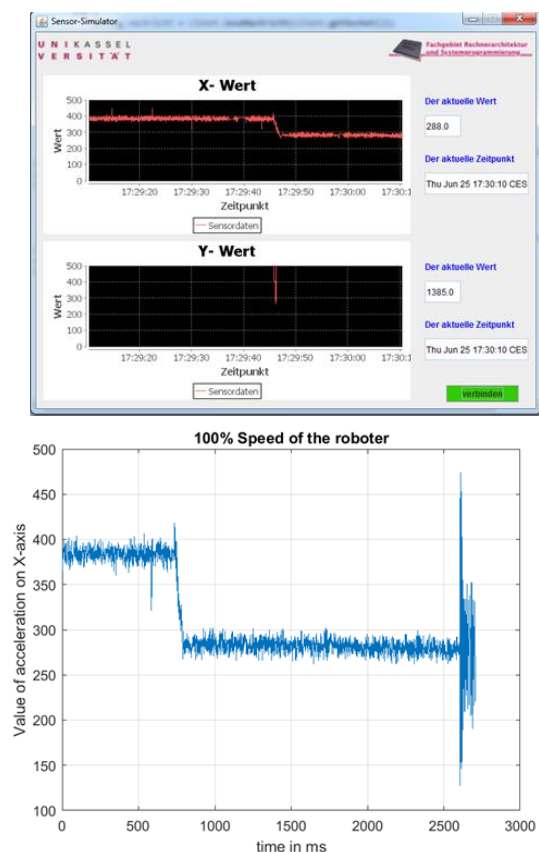 Sensor-Simulator
U N I K A S S E L
V E R S I T Ä T
Fachgebiet Rechnerarchitektur
und Systemprogrammierung
X- Wert
500
400
300
200
100
0
Wert
17:29:20 17:29:30 17:29:40 17:29:50 17:30:00 17:30:1
Zeitpunkt
Sensordaten
Der aktuelle Wert
288.0
Der aktuelle Zeitpunkt
Thu Jun 25 17:30:10 CES
Y- Wert
500
400
300
200
100
0
Wert
17:29:20 17:29:30 17:29:40 17:29:50 17:30:00 17:30:1
Zeitpunkt
Sensordaten
Der aktuelle Wert
1385.0
Der aktuelle Zeitpunkt
Thu Jun 25 17:30:10 CES
verbinden
100% Speed of the roboter
500
450
400
350
300
250
200
150
100
Value of acceleration on X-axis
0 500 1000 1500 2000 2500 3000
time in ms